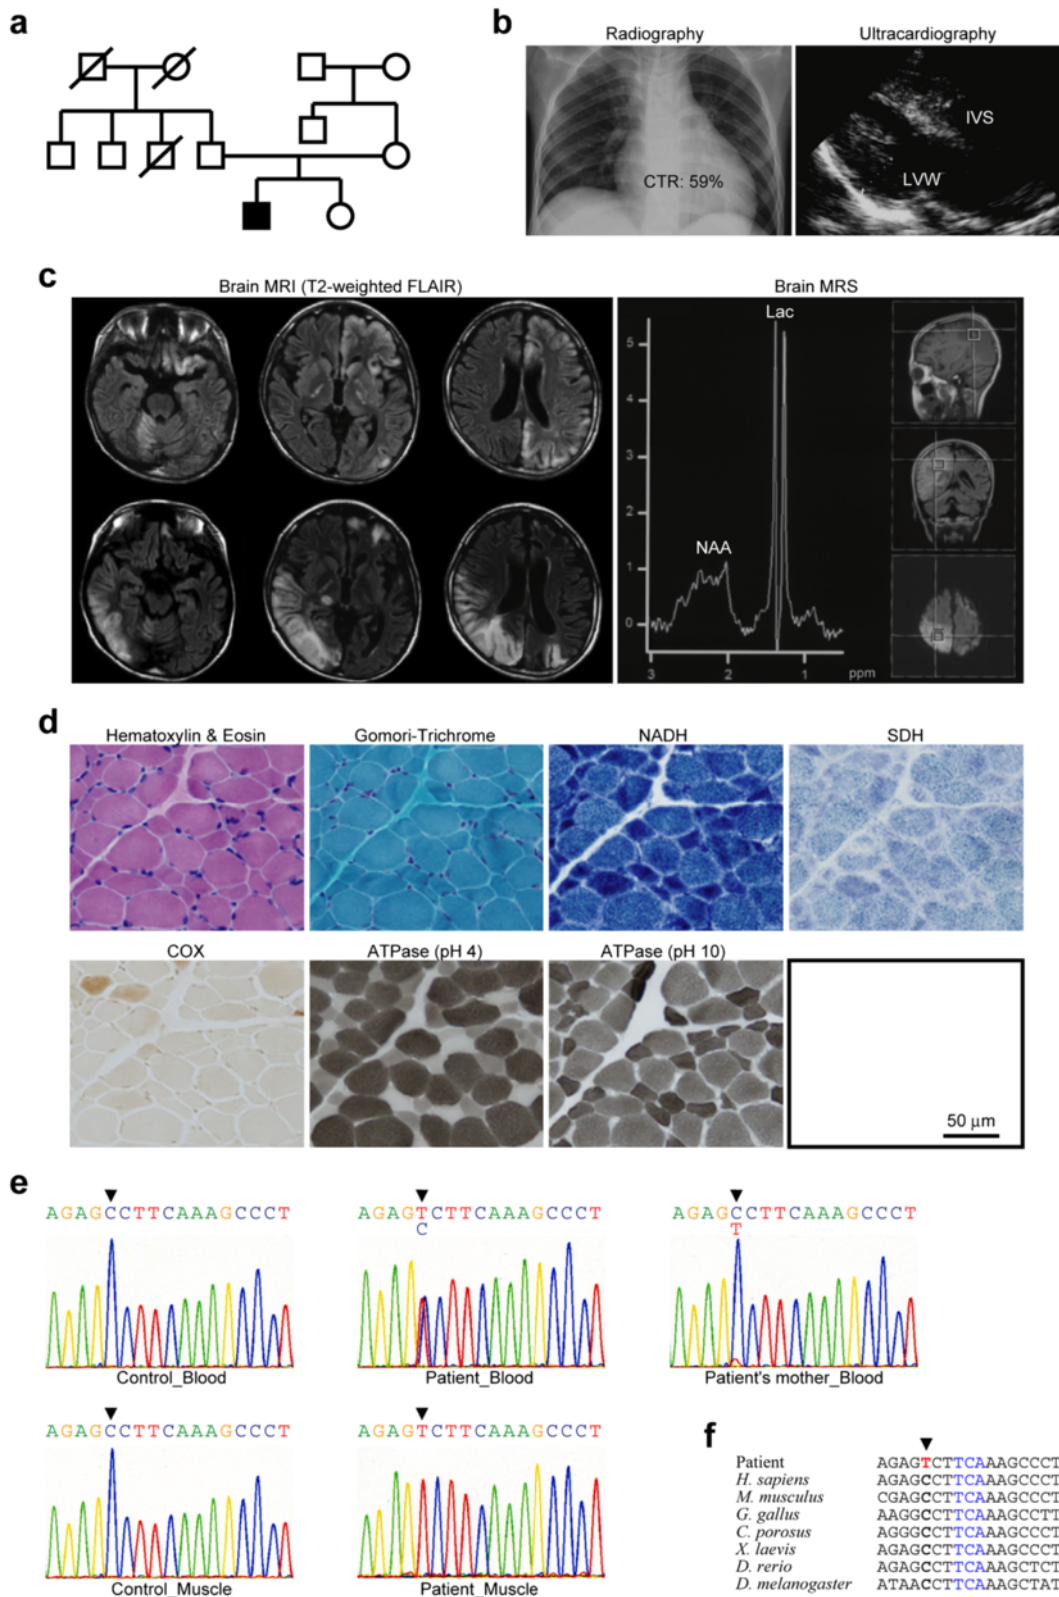 a
b
Radiography
Ultracardiography
CTR: 59%
IVS
LVW
c
Brain MRI (T2-weighted FLAIR)
Brain MRS
Lac
NAA
5
4
3
2
1
0
3
2
1
ppm
d
Hematoxylin & Eosin
Gomori-Trichrome
NADH
SDH
COX
ATPase (pH 4)
ATPase (pH 10)
50 μm
e
AGAGCCTTCAAAGCCCT
Control_Blood
AGAGTCTTCAAAGCCCT
C
Patient_Blood
AGAGCCTTCAAAGCCCT
T
Patient's mother_Blood
AGAGCCTTCAAAGCCCT
Control_Muscle
AGAGTCTTCAAAGCCCT
Patient_Muscle
f
Patient AGAGTCTTCAAAGCCCT
H. sapiens AGAGCCTTCAAAGCCCT
M. musculus CGAGCCTTCAAAGCCCT
G. gallus AAGGCCTTCAAAGCCTT
C. porosus AGGGCCTTCAAAGCCCT
X. laevis AGAGCCTTCAAAGCCCT
D. rerio AGAGCCTTCAAAGCTCT
D. melanogaster ATAACCTTCAAAGCTAT